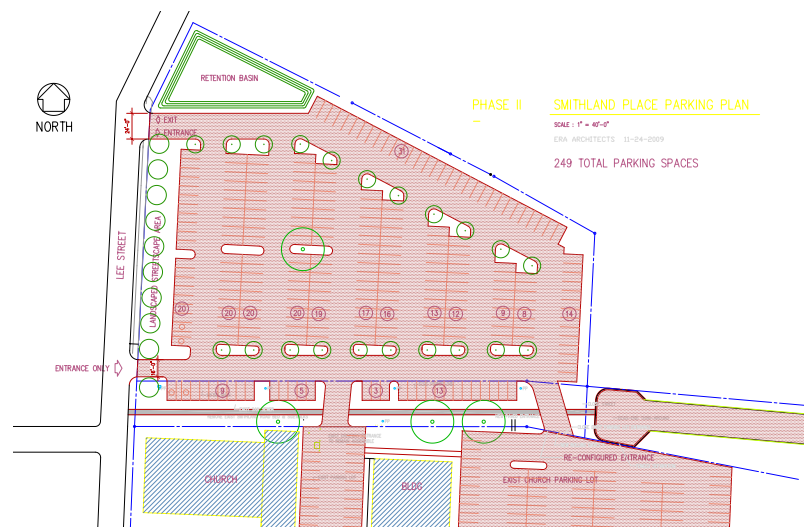 RETENTION BASIN
NORTH
EXIT
ENTRANCE
24'-0"
PHASE II
SMITHLAND PLACE PARKING PLAN
SCALE : 1" = 40'-0"
ERA ARCHITECTS 11-24-2009
249 TOTAL PARKING SPACES
31
LEE STREET
LANDSCAPED STREETSCAPE AREA
20
20
20
20
19
17
16
13
12
9
8
14
ENTRANCE ONLY
9
5
3
13
RE-CONFIGURED ENTRANCE
CHURCH
BLDG
EXIST CHURCH PARKING LOT